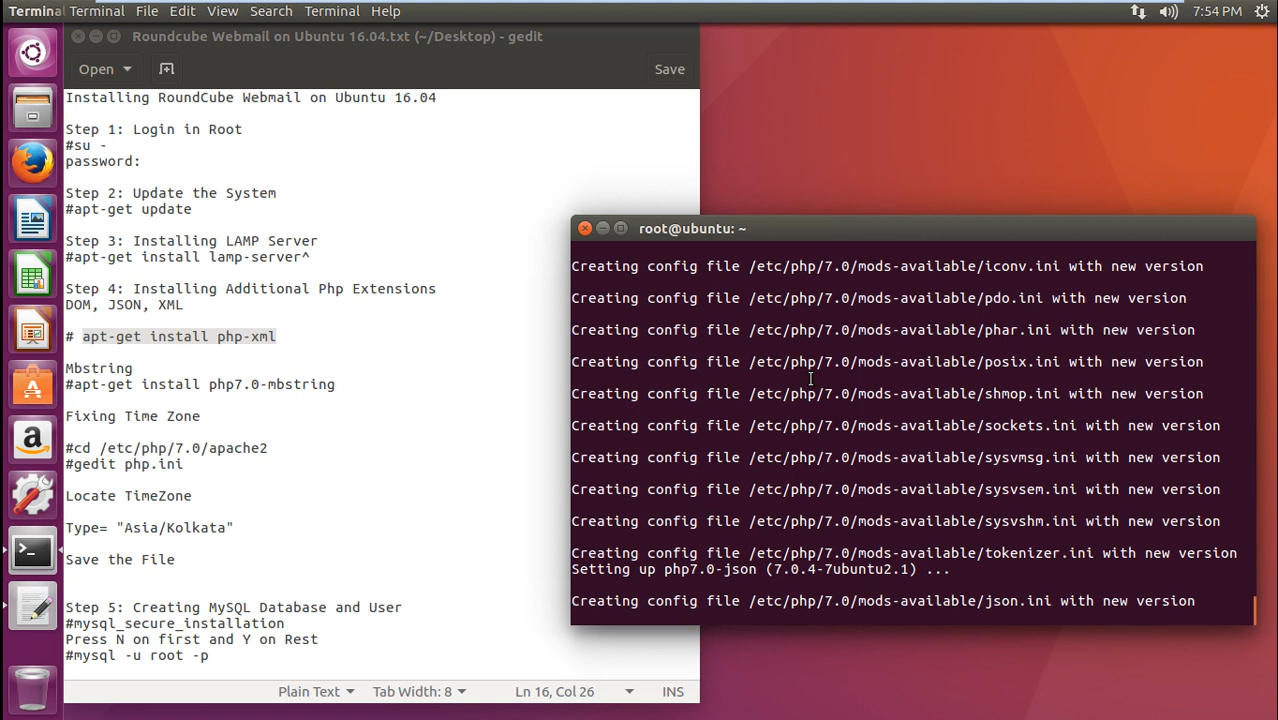 Terminal Terminal File Edit View Search Terminal Help
7:54 PM
Roundcube Webmail on Ubuntu 16.04.txt (~/Desktop) - gedit
Open
Save
Installing RoundCube Webmail on Ubuntu 16.04
Step 1: Login in Root
#su -
password:
Step 2: Update the System
#apt-get update
Step 3: Installing LAMP Server
#apt-get install lamp-server^
Step 4: Installing Additional Php Extensions
DOM, JSON, XML
# apt-get install php-xml
Mbstring
#apt-get install php7.0-mbstring
Fixing Time Zone
#cd /etc/php/7.0/apache2
#gedit php.ini
Locate TimeZone
Type= "Asia/Kolkata"
Save the File
Step 5: Creating MySQL Database and User
#mysql_secure_installation
Press N on first and Y on Rest
#mysql -u root -p
Plain Text Tab Width: 8 Ln 16, Col 26 INS
root@ubuntu: ~
Creating config file /etc/php/7.0/mods-available/iconv.ini with new version
Creating config file /etc/php/7.0/mods-available/pdo.ini with new version
Creating config file /etc/php/7.0/mods-available/phar.ini with new version
Creating config file /etc/php/7.0/mods-available/posix.ini with new version
Creating config file /etc/php/7.0/mods-available/shmop.ini with new version
Creating config file /etc/php/7.0/mods-available/sockets.ini with new version
Creating config file /etc/php/7.0/mods-available/sysvmsg.ini with new version
Creating config file /etc/php/7.0/mods-available/sysvsem.ini with new version
Creating config file /etc/php/7.0/mods-available/sysvshm.ini with new version
Creating config file /etc/php/7.0/mods-available/tokenizer.ini with new version
Setting up php7.0-json (7.0.4-7ubuntu2.1) ...
Creating config file /etc/php/7.0/mods-available/json.ini with new version